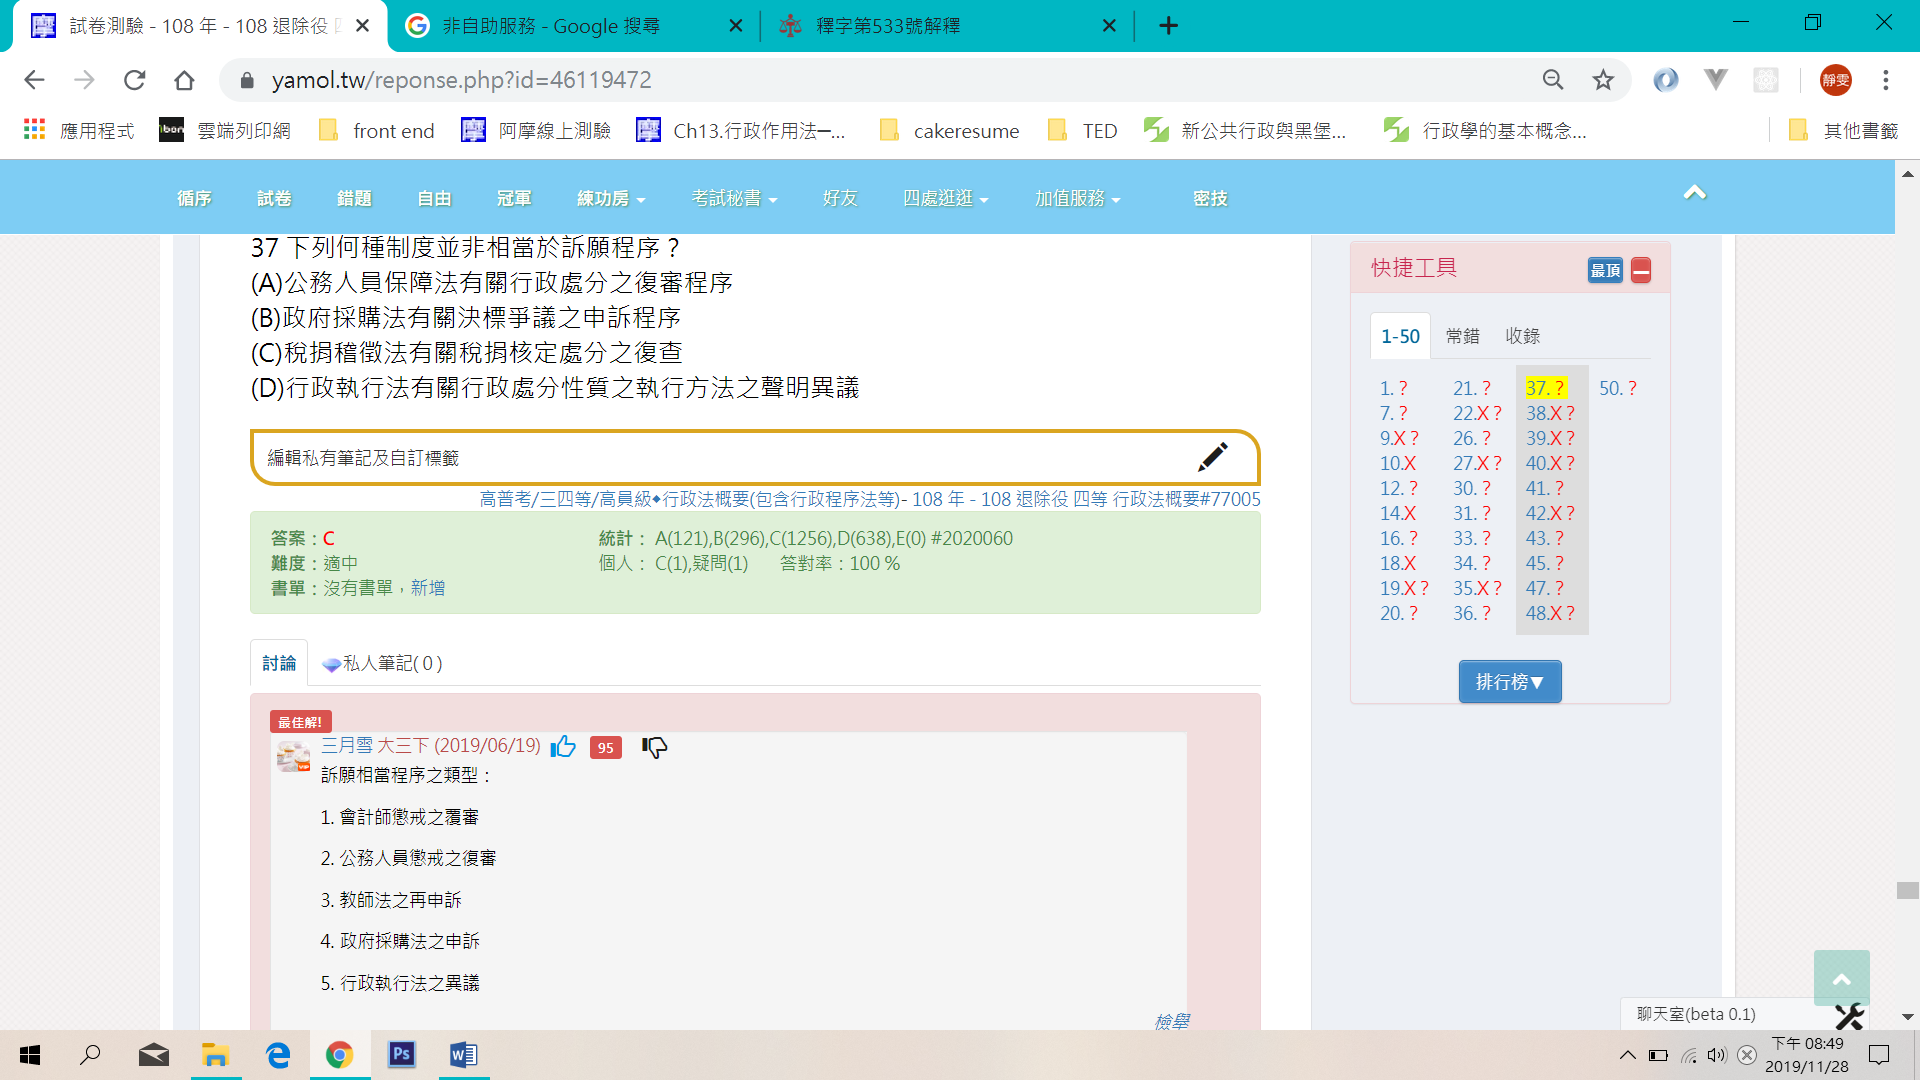 試卷測驗 - 108 年 - 108 退除役 四
非自助服務 - Google 搜尋
釋字第533號解釋
yamol.tw/reponse.php?id=46119472
靜雯
應用程式
ibon
雲端列印網
front end
摩
阿摩線上測驗
摩
Ch13.行政作用法─...
cakeresume
TED
新公共行政與黑堡...
行政學的基本概念...
其他書籤
循序 試卷 錯題 自由 冠軍 練功房 考試秘書 好友 四處逛逛 加值服務 密技
37 下列何種制度並非相當於訴願程序？
(A)公務人員保障法有關行政處分之復審程序
(B)政府採購法有關決標爭議之申訴程序
(C)稅捐稽徵法有關稅捐核定處分之復查
(D)行政執行法有關行政處分性質之執行方法之聲明異議
編輯私有筆記及自訂標籤
高普考/三四等/高員級◆行政法概要(包含行政程序法等)- 108 年 - 108 退除役 四等 行政法概要#77005
答案：C
難度：適中
書單：沒有書單，新增
統計： A(121),B(296),C(1256),D(638),E(0) #2020060
個人： C(1),疑問(1) 答對率：100 %
討論
私人筆記( 0 )
最佳解!
三月雪 大三下 (2019/06/19) 95
訴願相當程序之類型：
1. 會計師懲戒之覆審
2. 公務人員懲戒之復審
3. 教師法之再申訴
4. 政府採購法之申訴
5. 行政執行法之異議
檢舉
快捷工具
最頂
1-50 常錯 收錄
1.？ 21.？ 37.？ 50.？
7.？ 22.X？ 38.X？
9.X？ 26.？ 39.X？
10.X 27.X？ 40.X？
12.？ 30.？ 41.？
14.X 31.？ 42.X？
16.？ 33.？ 43.？
18.X 34.？ 45.？
19.X？ 35.X？ 47.？
20.？ 36.？ 48.X？
排行榜▼
聊天室(beta 0.1)
Ps
下午 08:49
2019/11/28